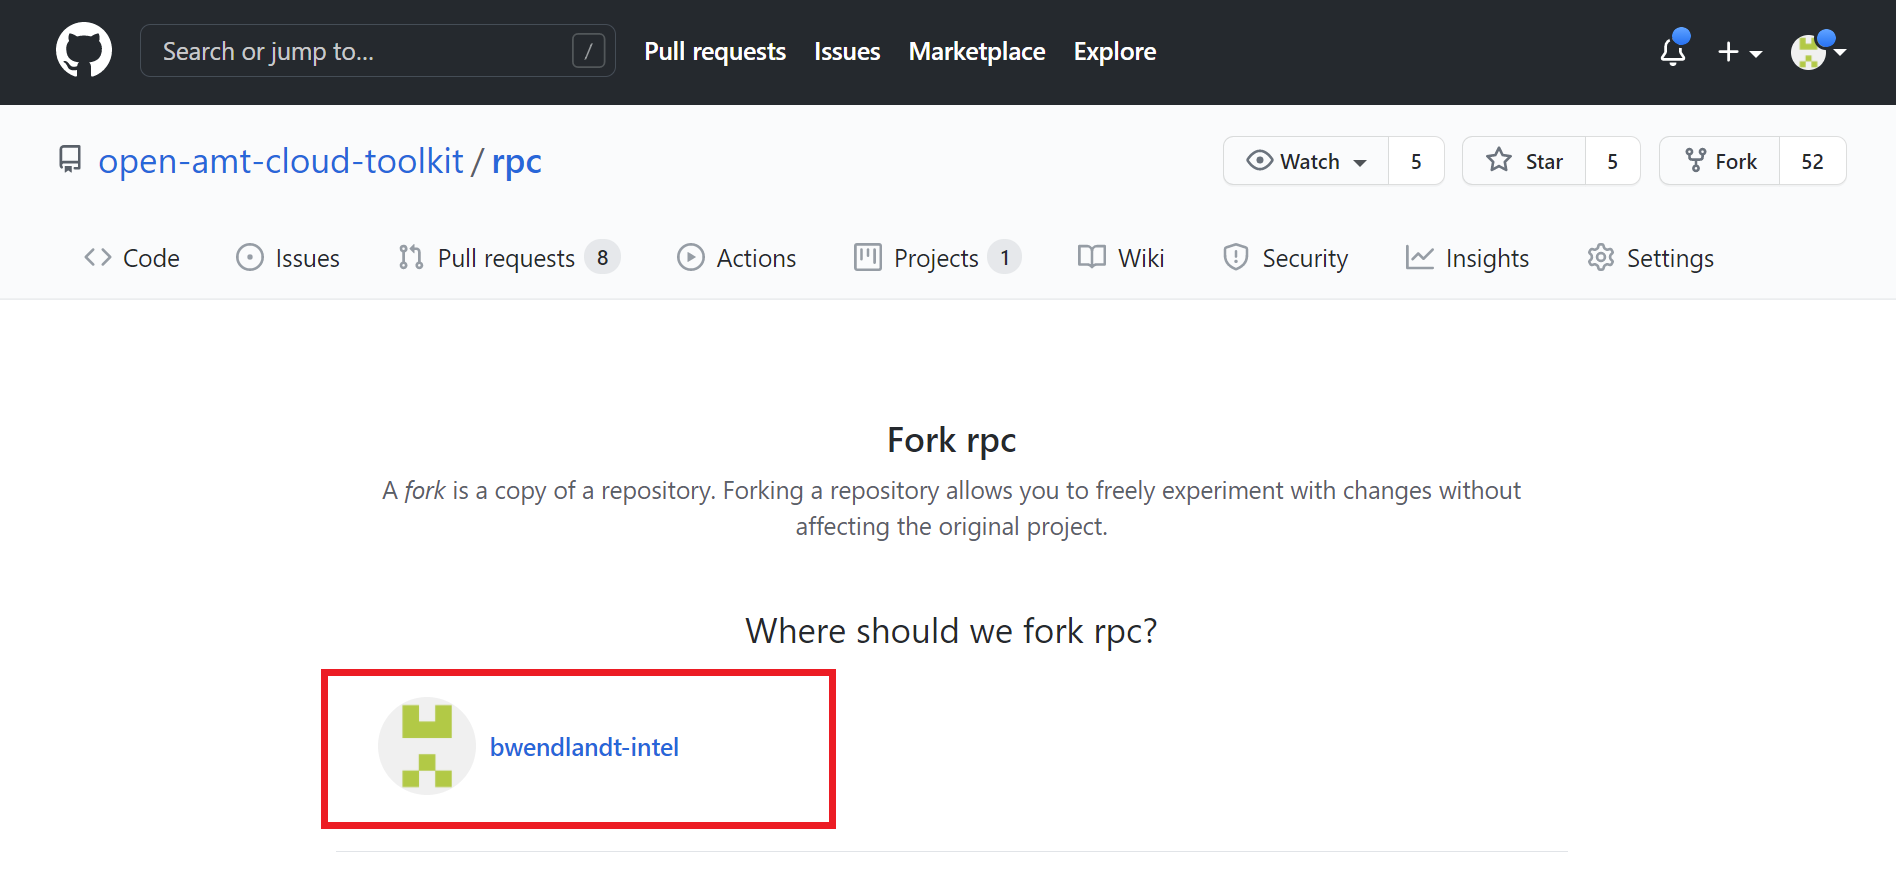 Search or jump to... / Pull requests Issues Marketplace Explore
open-amt-cloud-toolkit / rpc Watch 5 Star 5 Fork 52
Code Issues Pull requests 8 Actions Projects 1 Wiki Security Insights Settings
Fork rpc
A fork is a copy of a repository. Forking a repository allows you to freely experiment with changes without
affecting the original project.
Where should we fork rpc?
bwendlandt-intel